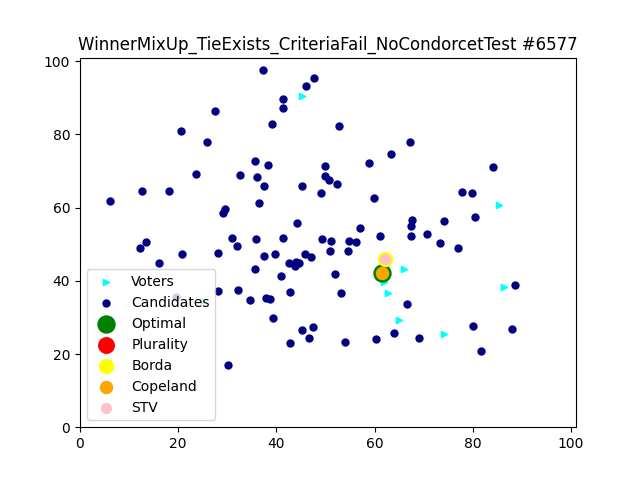 WinnerMixUp_TieExists_CriteriaFail_NoCondorcetTest #6577
100
80
60
40
20
0
Voters
Candidates
Optimal
Plurality
Borda
Copeland
STV
0 20 40 60 80 100